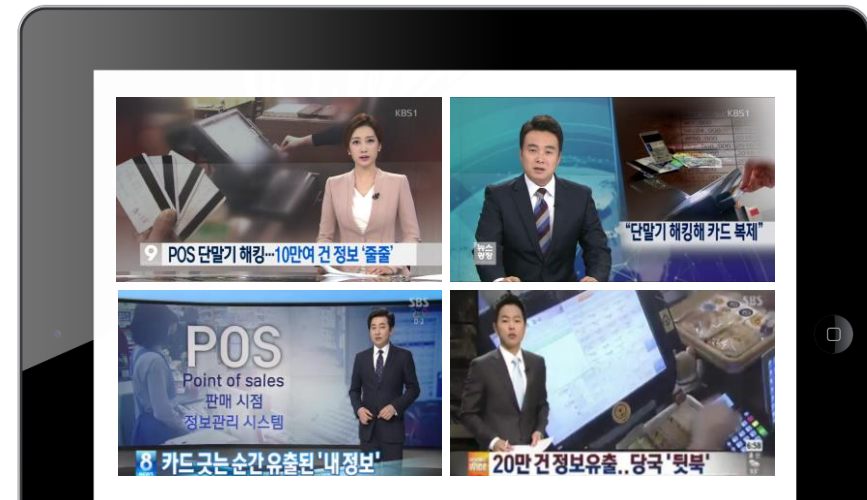 KBS1
9 POS 단말기 해킹…10만여 건 정보 '줄줄'
KBS1
"단말기 해킹해 카드 복제"
뉴스
광장
SBS
POS
Point of sales
판매 시점
정보관리 시스템
8 카드 긋는 순간 유출된 '내 정보'
NEWS
SBS
6:58
20만 건 정보유출.. 당국 '뒷북'